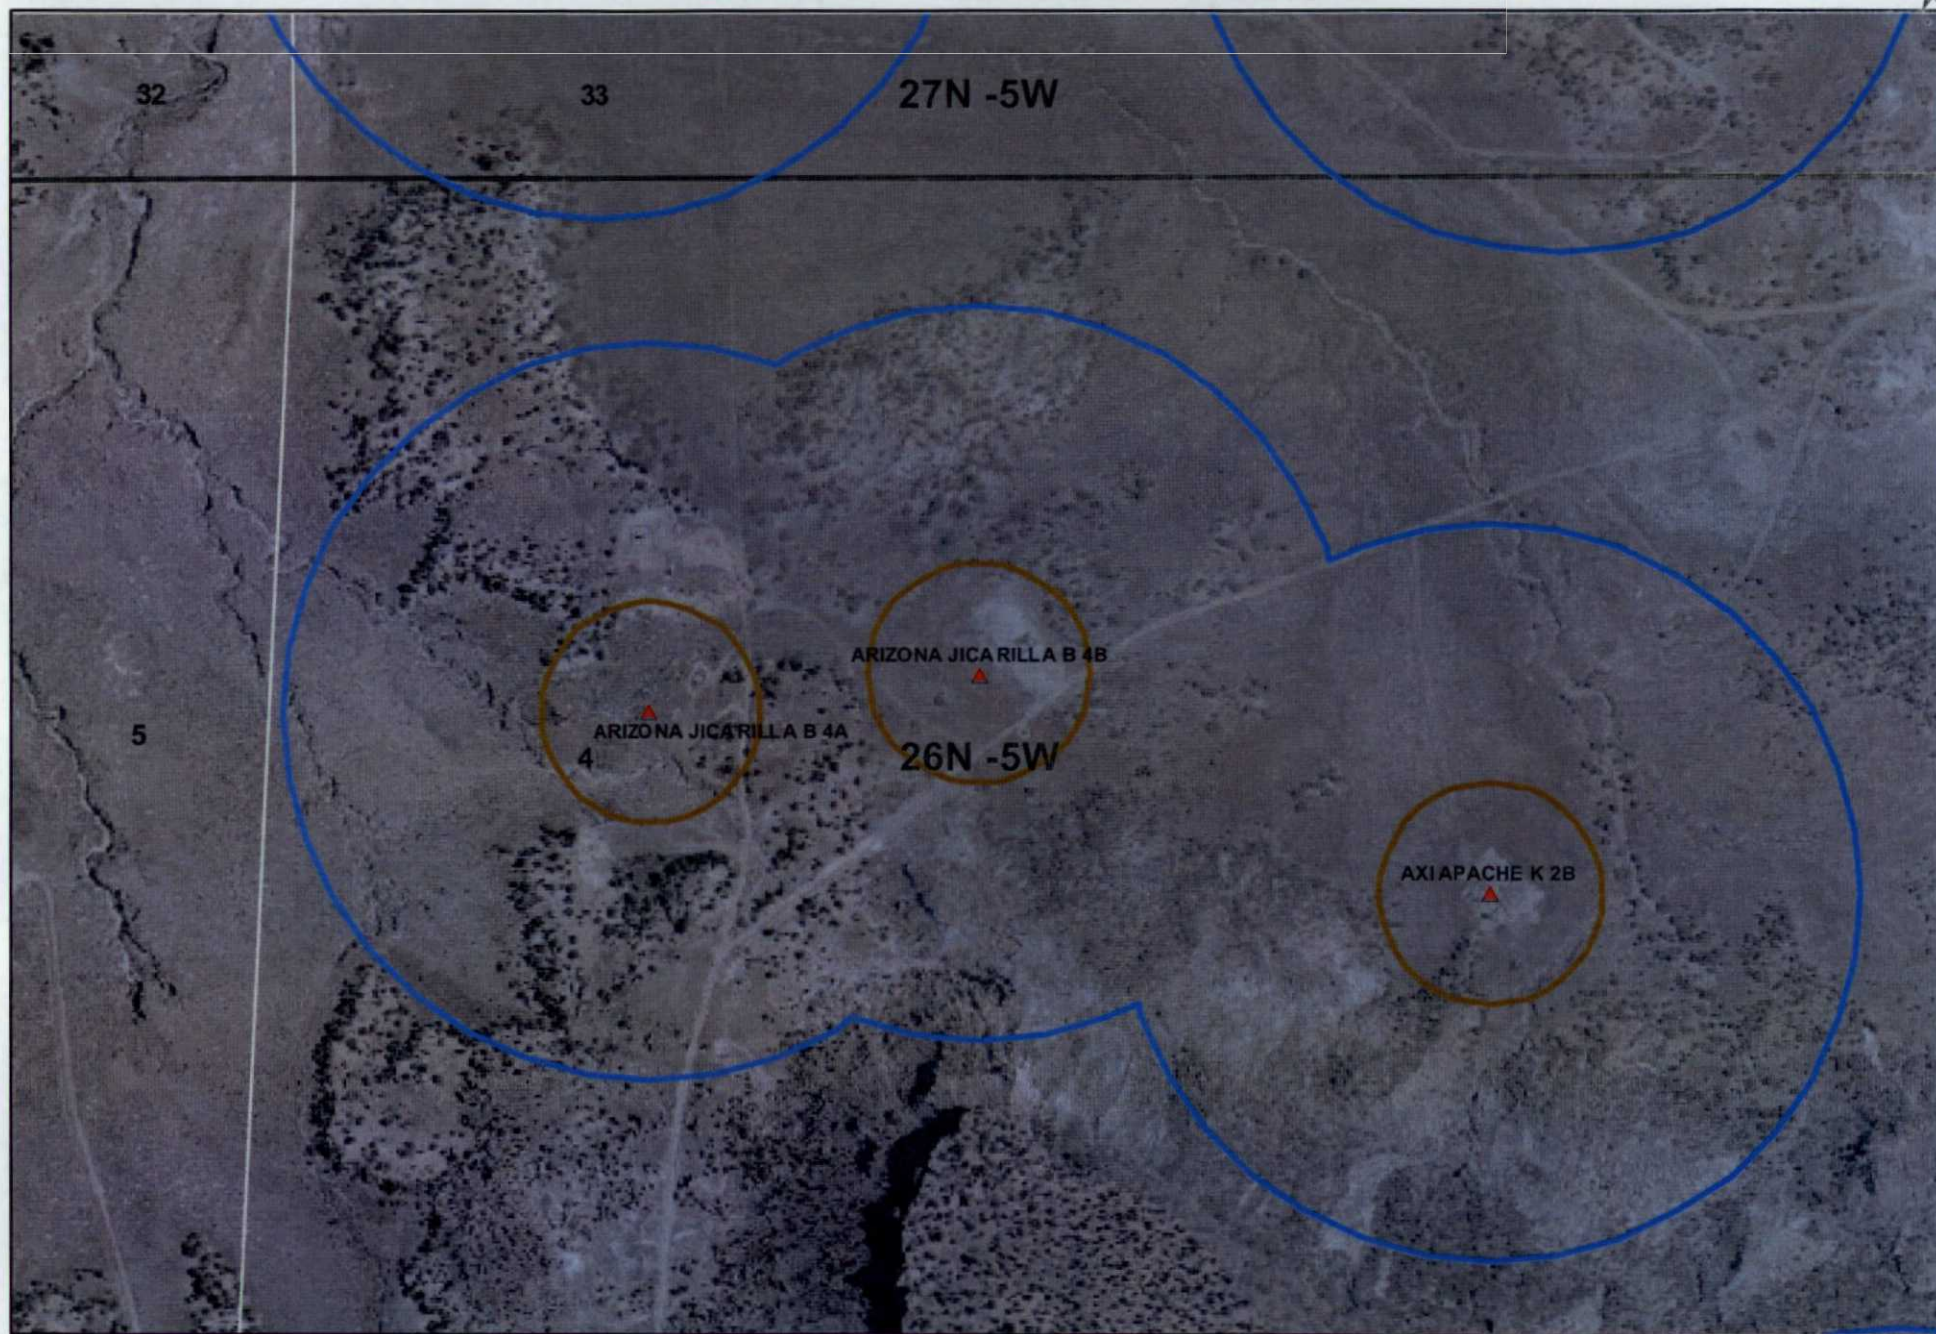 32
33
27N -5W
ARIZONA JICARILLA B 4B
ARIZONA JICARILLA B 4A
5
4
26N -5W
AXI APACHE K 2B